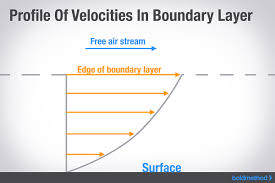 Profile Of Velocities In Boundary Layer
Free air stream
Edge of boundary layer
Surface
boldmethod